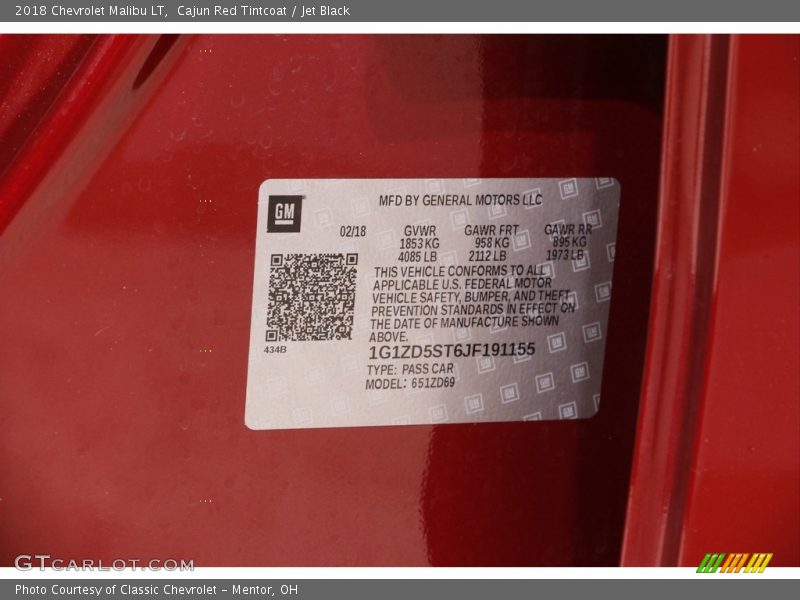 2018 Chevrolet Malibu LT,  Cajun Red Tintcoat / Jet Black
GM
MFD BY GENERAL MOTORS LLC
02/18 GVWR GAWR FRT GAWR RR
1853 KG 958 KG 895 KG
4085 LB 2112 LB 1973 LB
THIS VEHICLE CONFORMS TO ALL
APPLICABLE U.S. FEDERAL MOTOR
VEHICLE SAFETY, BUMPER, AND THEFT
PREVENTION STANDARDS IN EFFECT ON
THE DATE OF MANUFACTURE SHOWN
ABOVE.
434B
1G1ZD5ST6JF191155
TYPE: PASS CAR
MODEL: 651ZD69
GTCARLOT.COM
Photo Courtesy of Classic Chevrolet - Mentor, OH